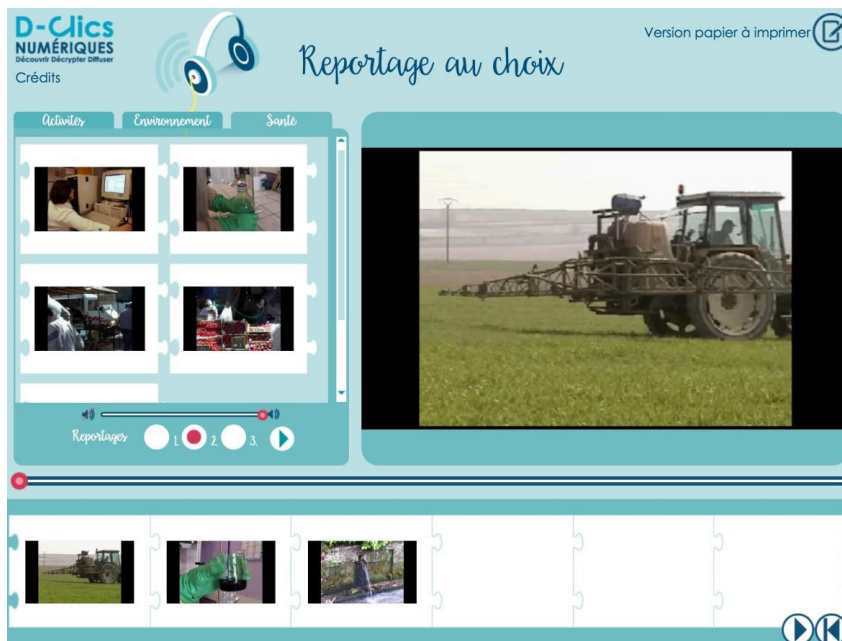 D-Clics
NUMÉRIQUES
Découvrir Décrypter Diffuser
Crédits
Reportage au choix
Version papier à imprimer
Activités
Environnement
Santé
Reportages
1.
2.
3.